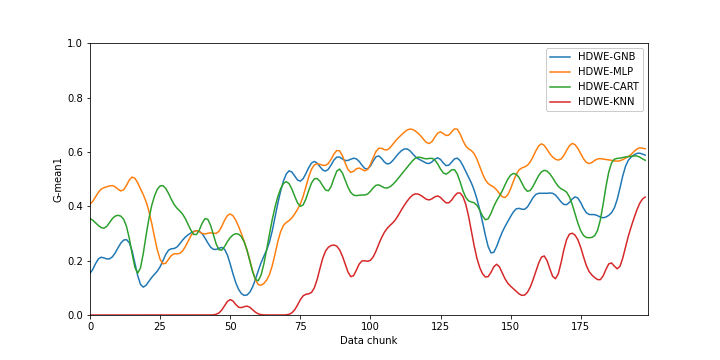 1.0
0.8
0.6
0.4
0.2
0.0
G-mean1
0 25 50 75 100 125 150 175
Data chunk
HDWE-GNB
HDWE-MLP
HDWE-CART
HDWE-KNN